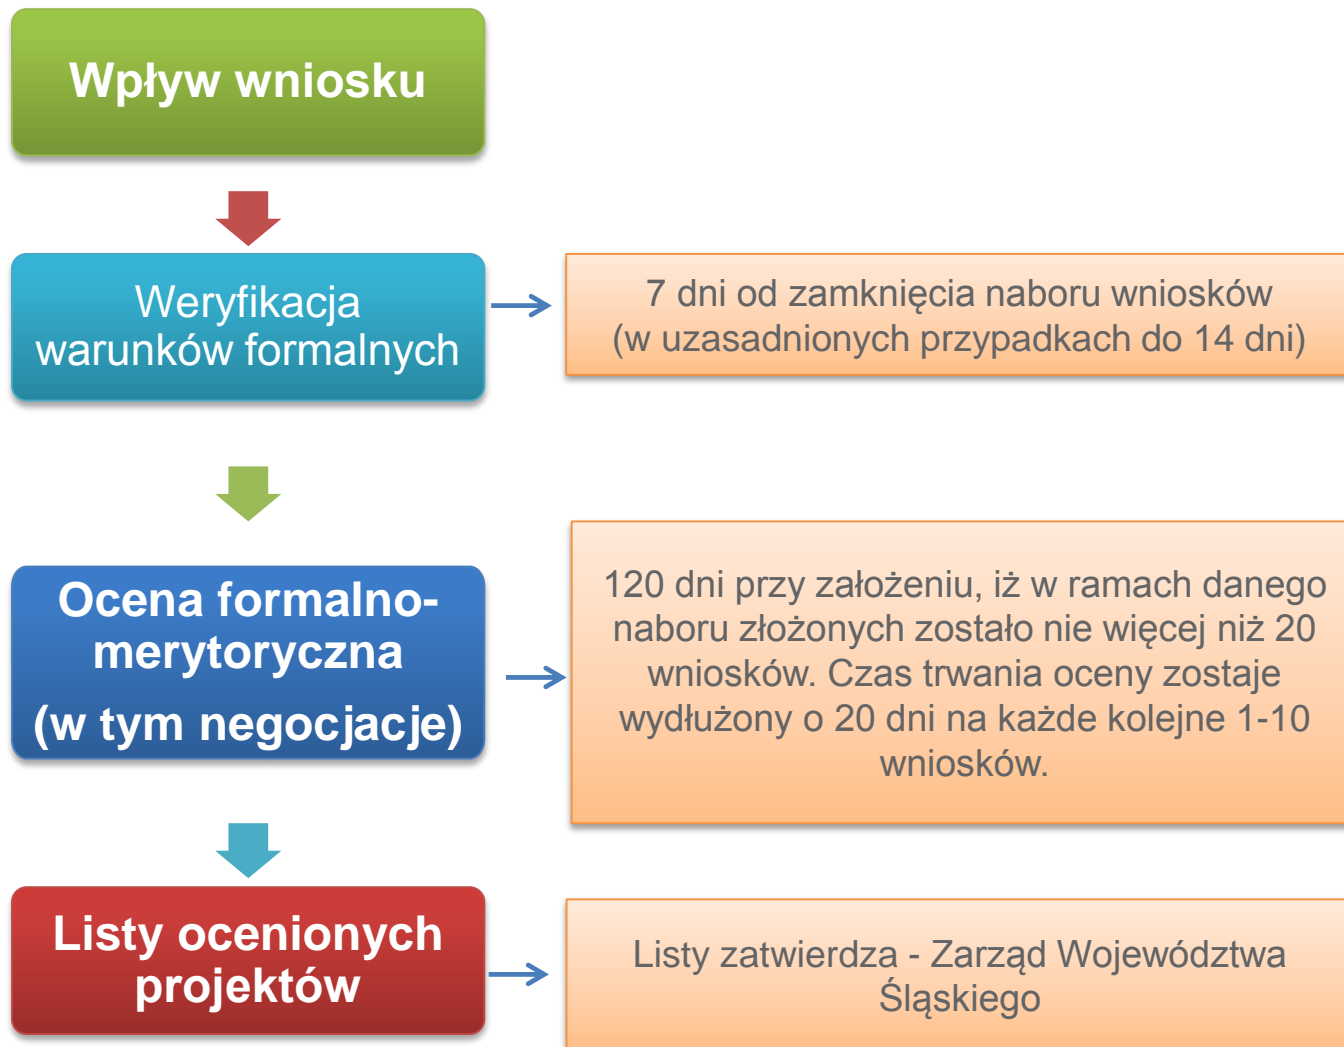 Wpływ wniosku
Weryfikacja
warunków formalnych
7 dni od zamknięcia naboru wniosków
(w uzasadnionych przypadkach do 14 dni)
Ocena formalno-
merytoryczna
(w tym negocjacje)
120 dni przy założeniu, iż w ramach danego
naboru złożonych zostało nie więcej niż 20
wniosków. Czas trwania oceny zostaje
wydłużony o 20 dni na każde kolejne 1-10
wniosków.
Listy ocenionych
projektów
Listy zatwierdza - Zarząd Województwa
Śląskiego